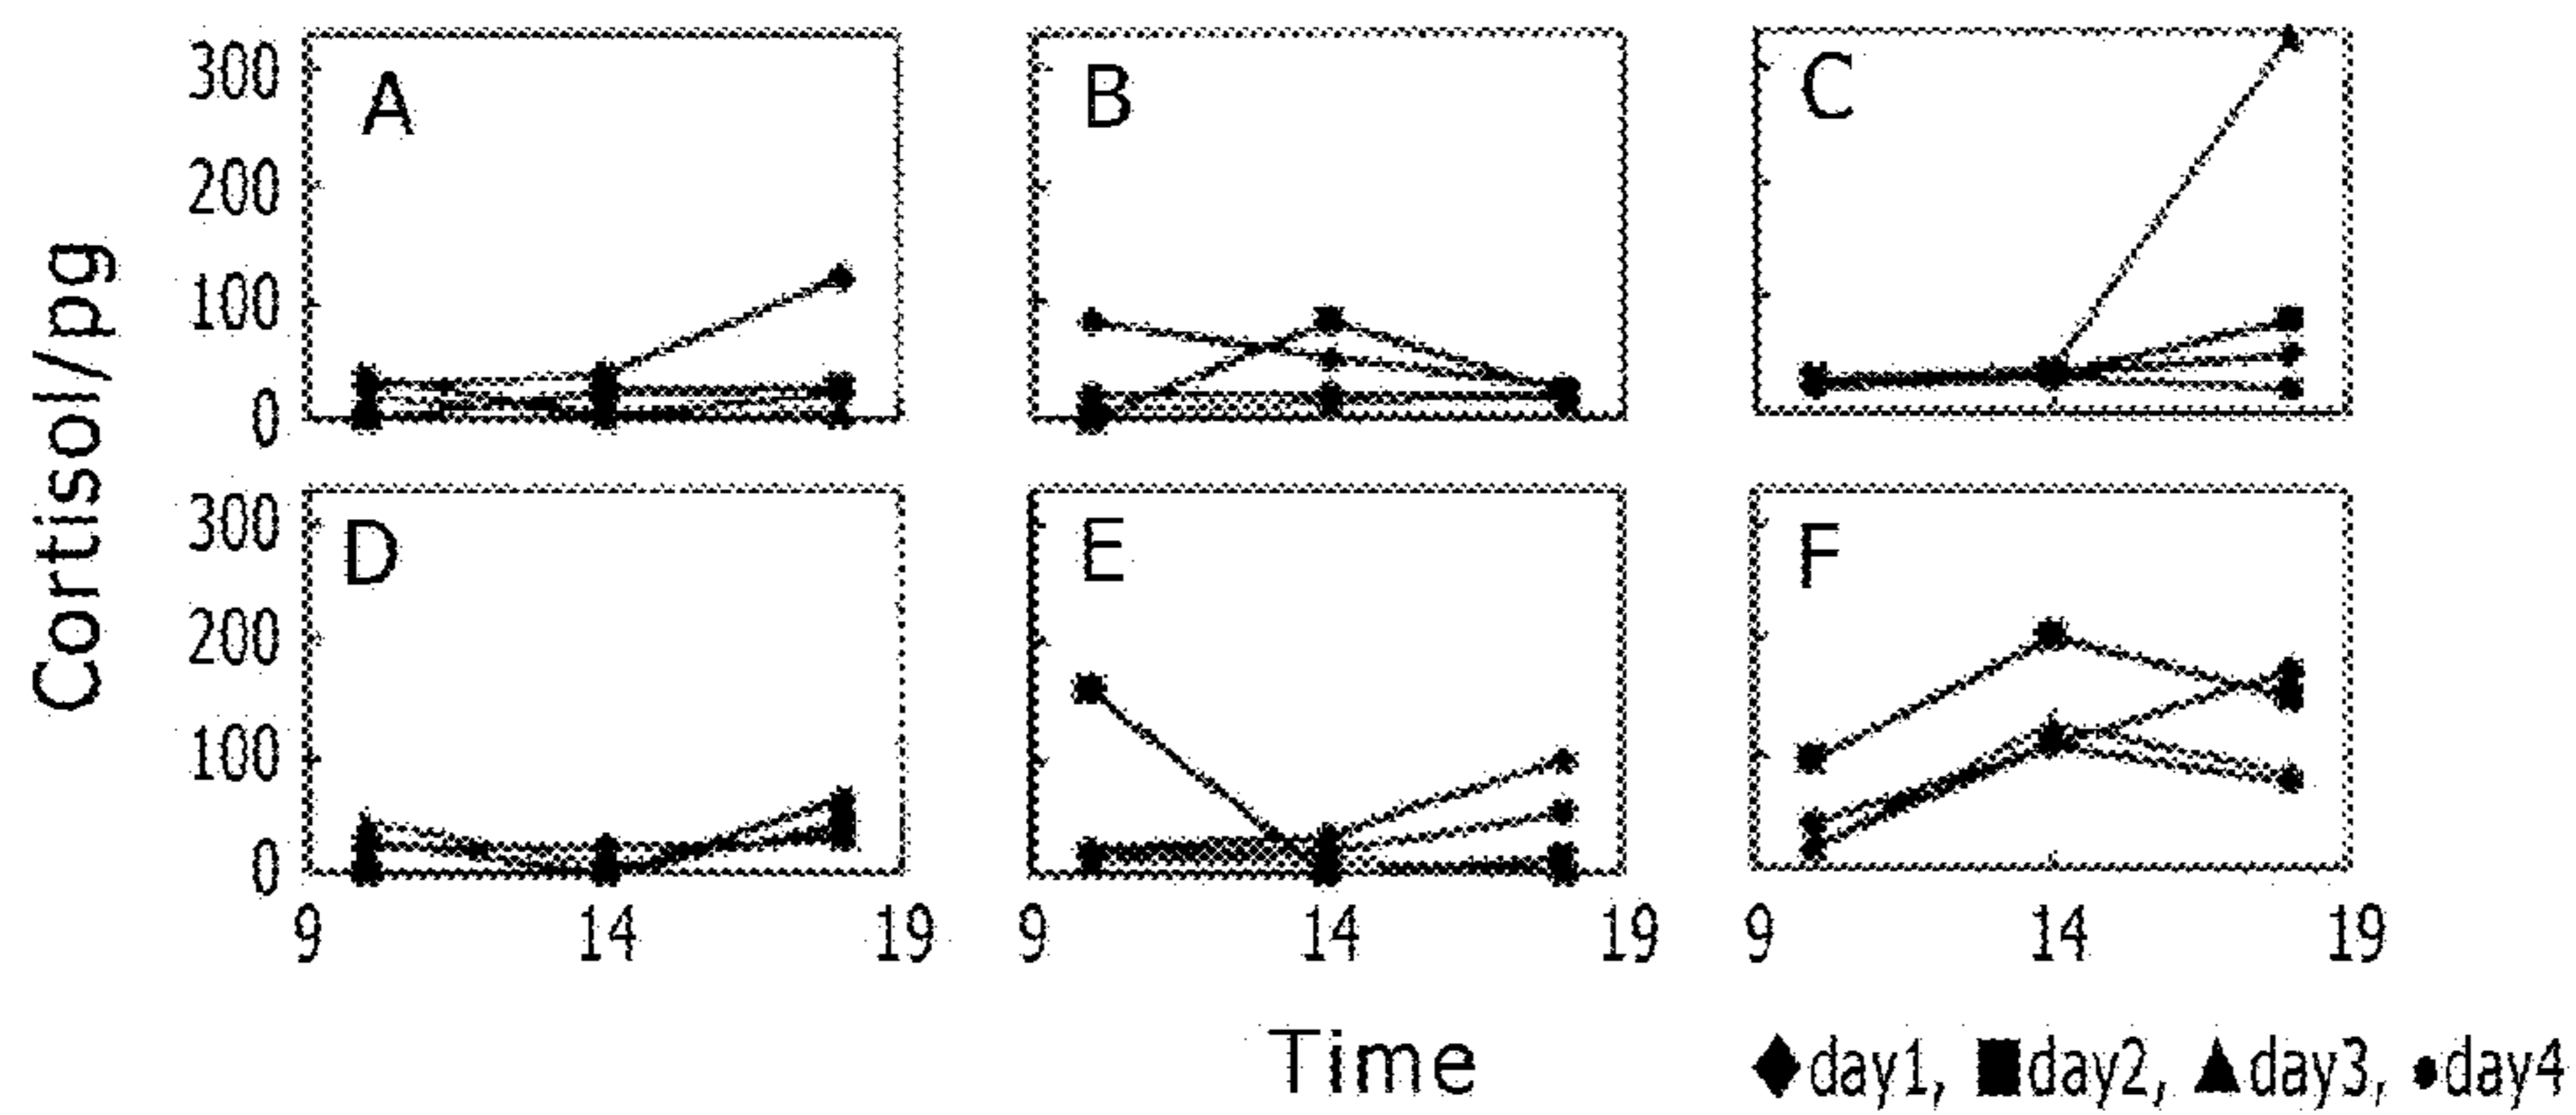 Cortisol/pg
300
200
100
0
A
B
C
300
200
100
0
D
E
F
9 14 19 9 14 19 9 14 19
Time
day1, day2, day3, day4